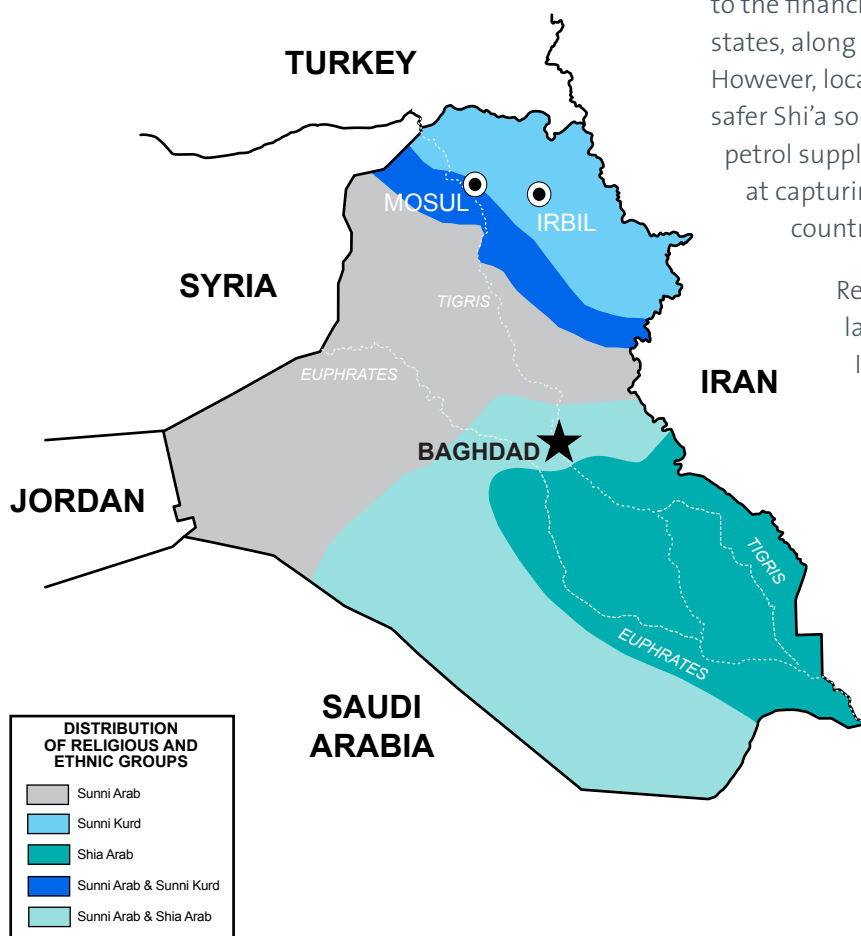 to the financi
states, along
However, loca
safer Shi’a so
petrol suppl
at capturin
countr
Re
la
I
TURKEY
MOSUL
IRBIL
SYRIA
TIGRIS
EUPHRATES
IRAN
BAGHDAD
JORDAN
TIGRIS
EUPHRATES
SAUDI
ARABIA
DISTRIBUTION
OF RELIGIOUS AND
ETHNIC GROUPS
Sunni Arab
Sunni Kurd
Shia Arab
Sunni Arab & Sunni Kurd
Sunni Arab & Shia Arab